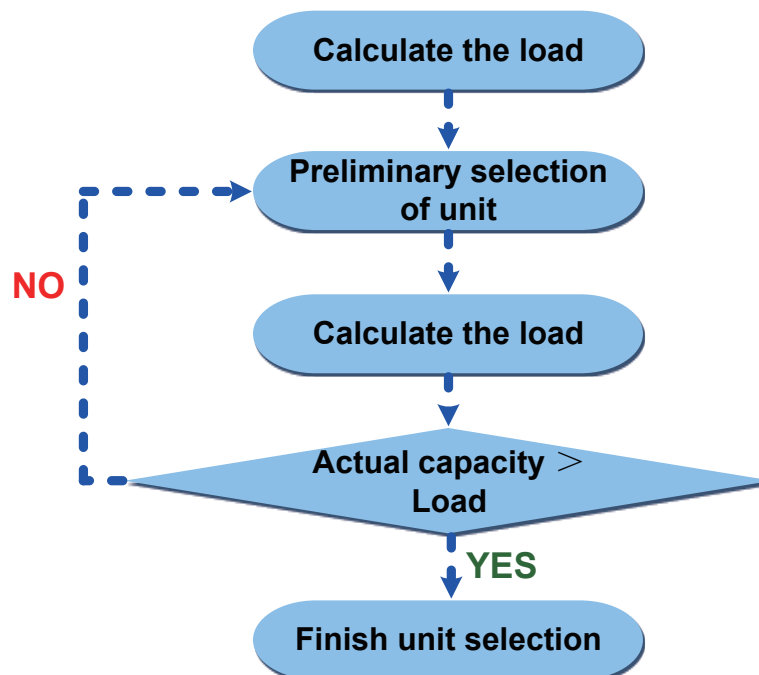 Calculate the load
Preliminary selection
of unit
NO
Calculate the load
Actual capacity ＞
Load
YES
Finish unit selection